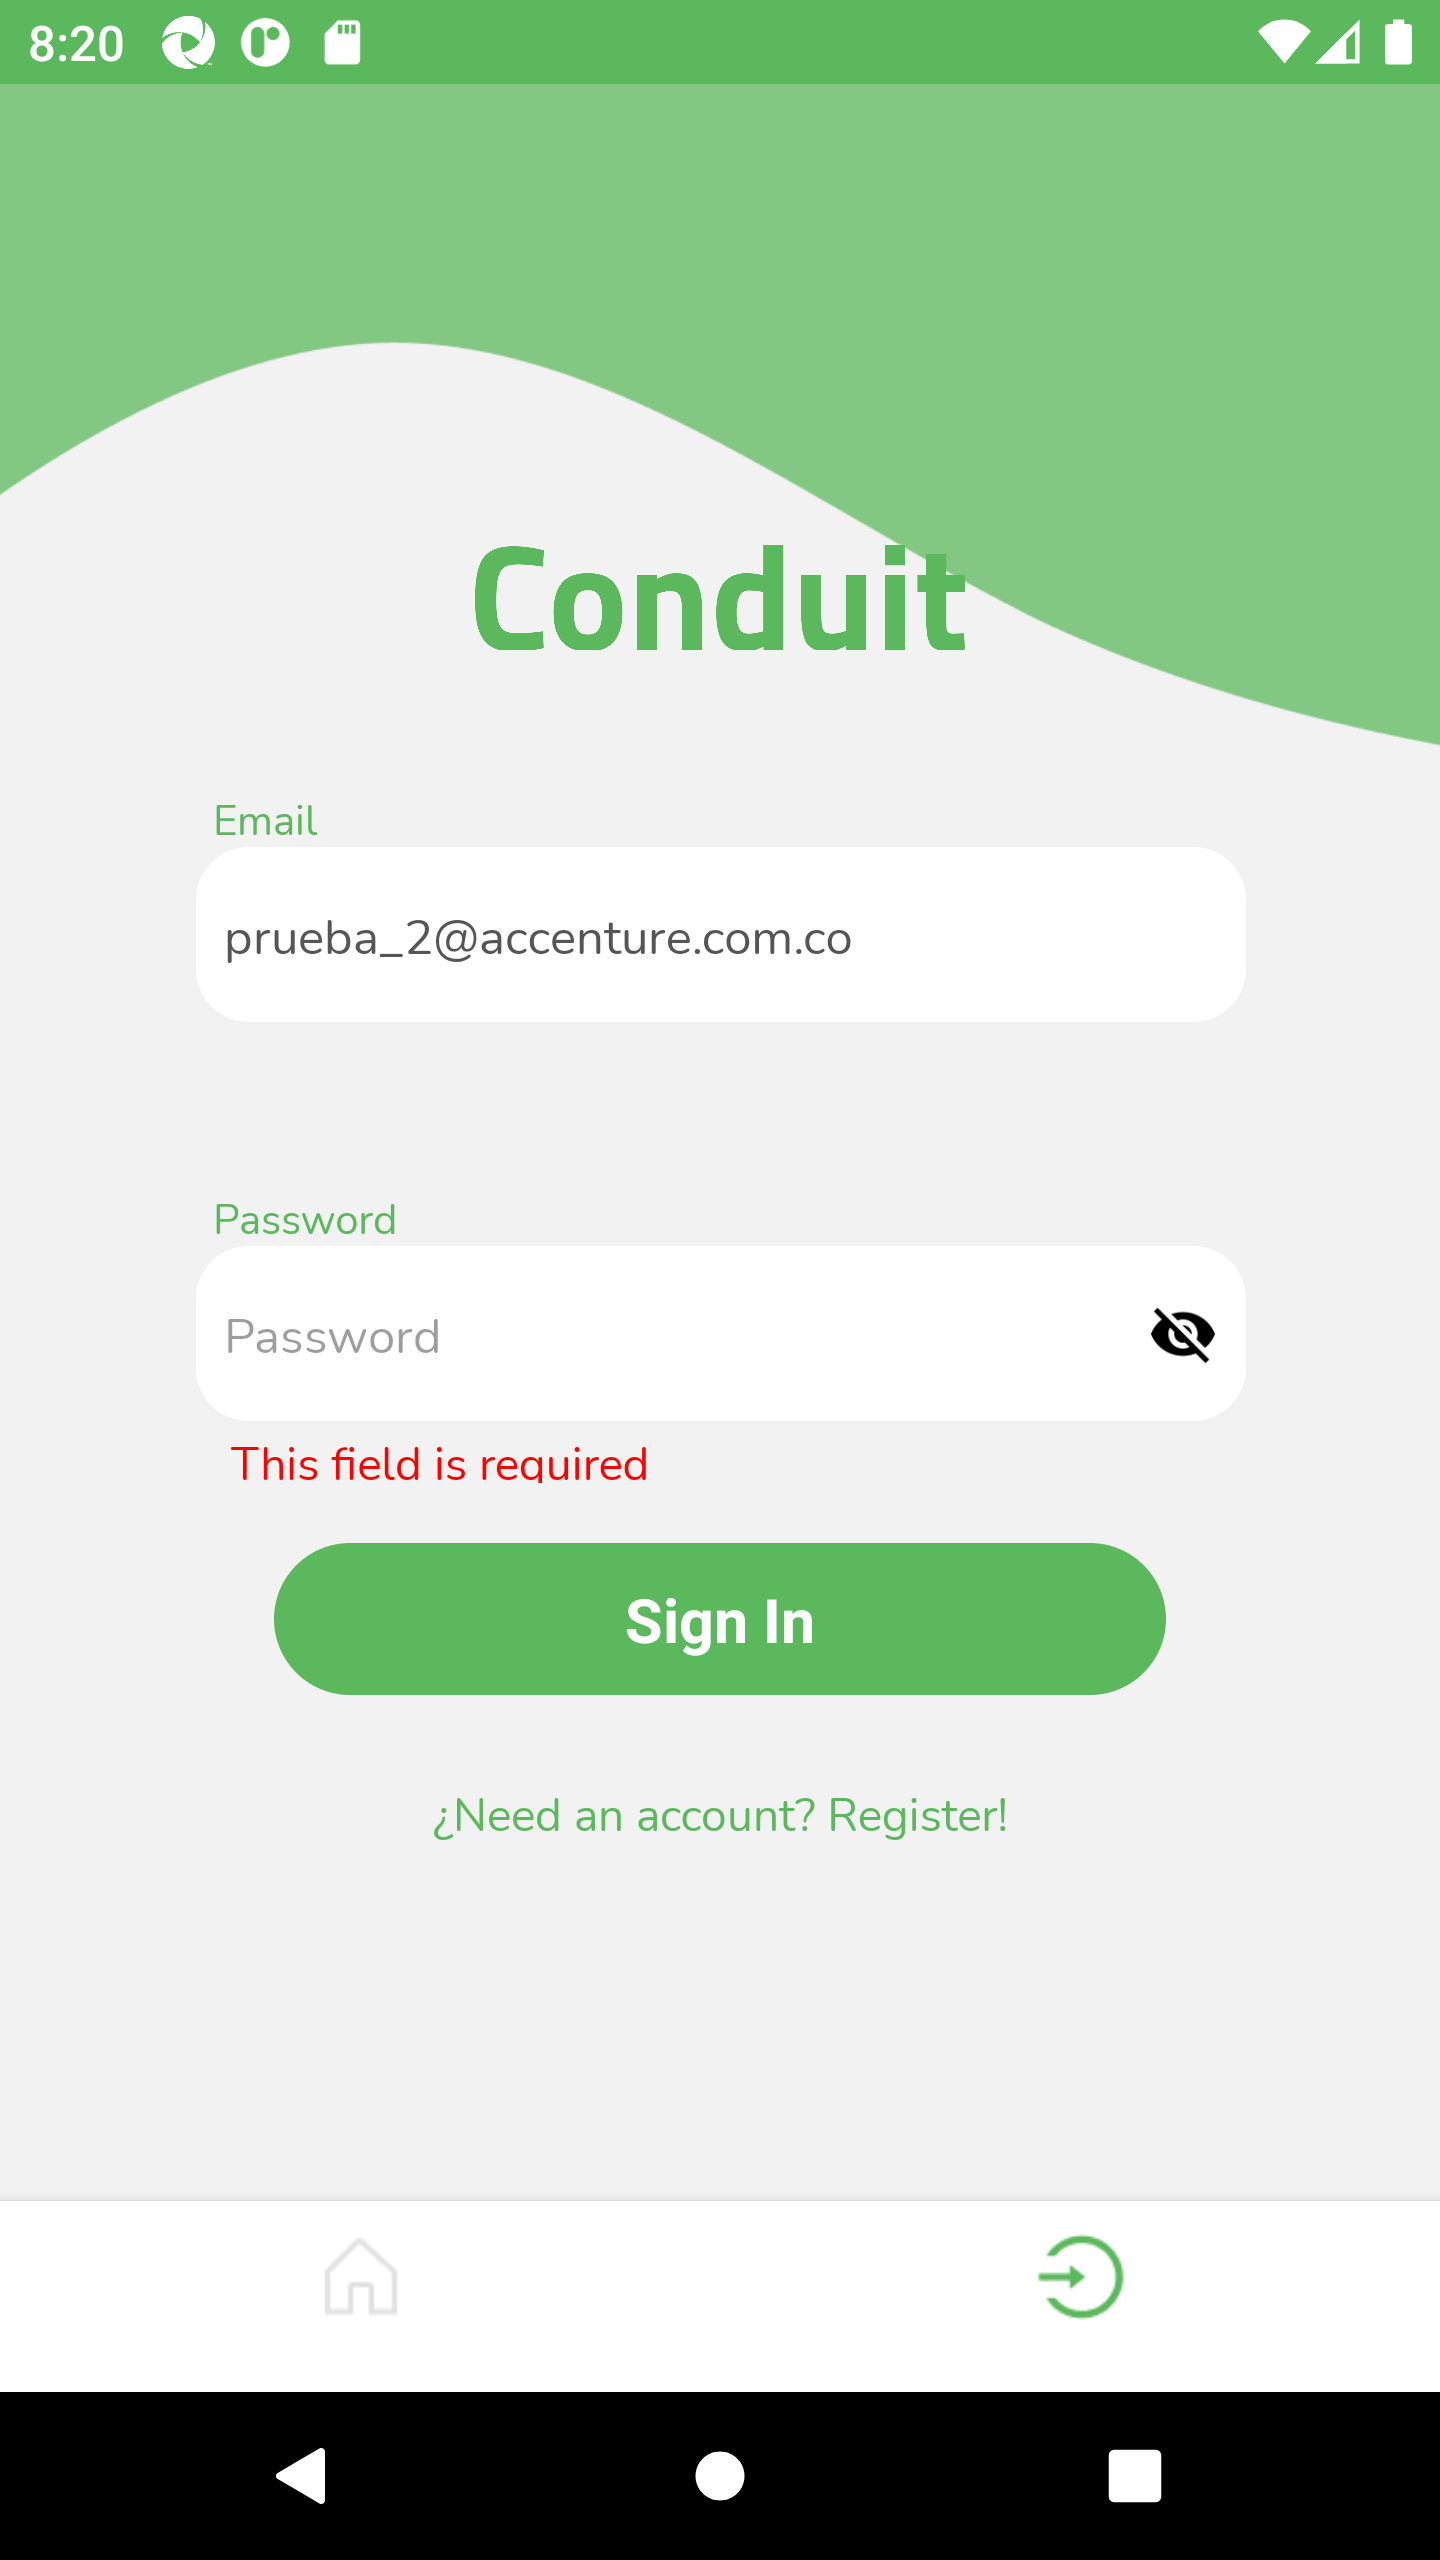 8:20
Conduit
Email
prueba_2@accenture.com.co
Password
Password
This field is required
Sign In
¿Need an account? Register!